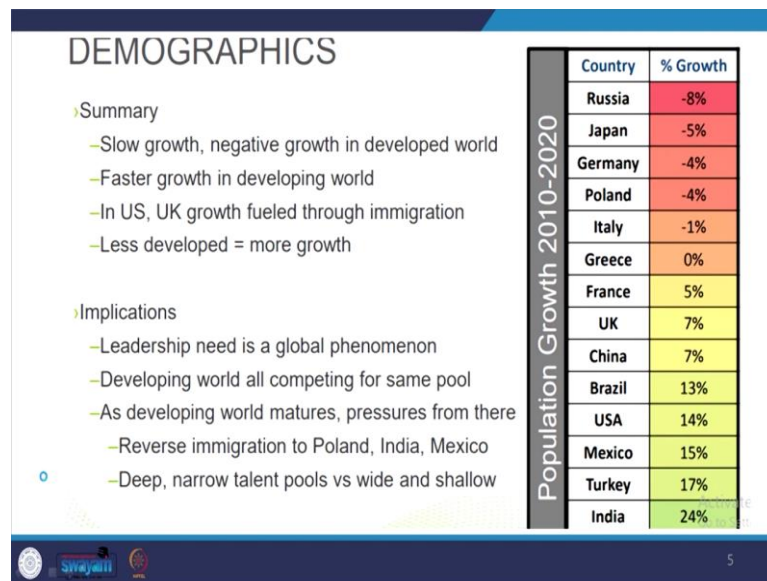 DEMOGRAPHICS
›Summary
–Slow growth, negative growth in developed world
–Faster growth in developing world
–In US, UK growth fueled through immigration
–Less developed = more growth
›Implications
–Leadership need is a global phenomenon
–Developing world all competing for same pool
–As developing world matures, pressures from there
–Reverse immigration to Poland, India, Mexico
–Deep, narrow talent pools vs wide and shallow
Population Growth 2010-2020
Country % Growth
Russia -8%
Japan -5%
Germany -4%
Poland -4%
Italy -1%
Greece 0%
France 5%
UK 7%
China 7%
Brazil 13%
USA 14%
Mexico 15%
Turkey 17%
India 24%
swayam
5